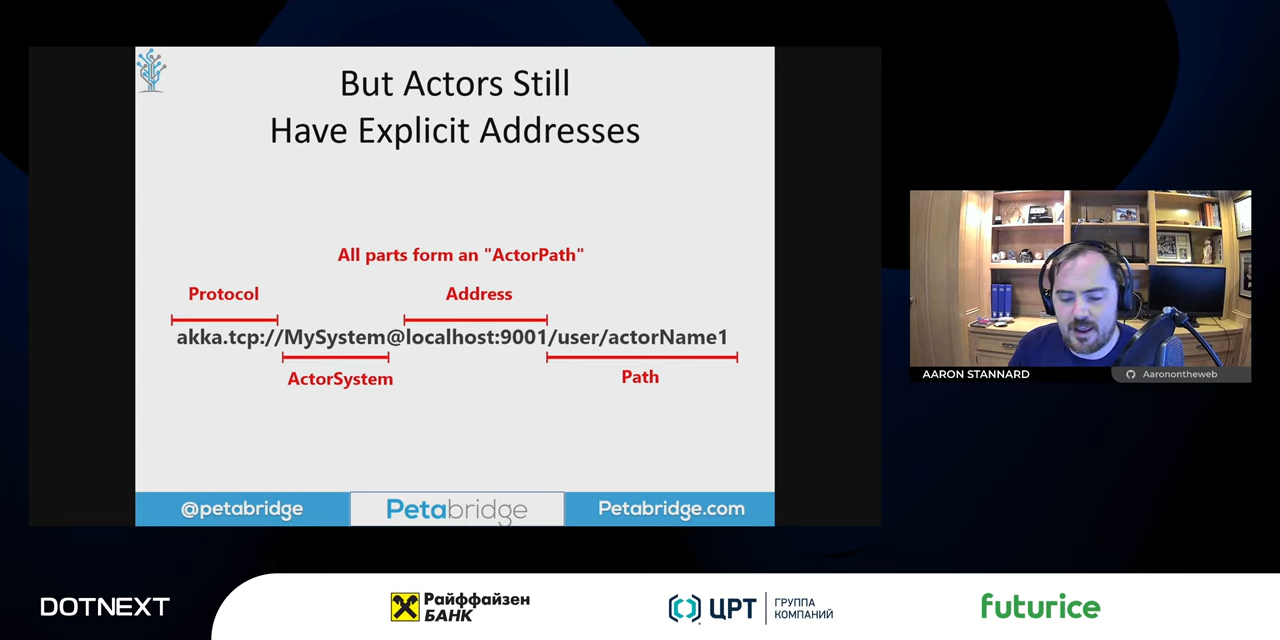 But Actors Still
Have Explicit Addresses
All parts form an "ActorPath"
Protocol
Address
akka.tcp://MySystem@localhost:9001/user/actorName1
ActorSystem
Path
@petabridge
Petabridge
Petabridge.com
AARON STANNARD
Aaronontheweb
DOTNEXT
Райффайзен
БАНК
ЦРТ
ГРУППА
КОМПАНИЙ
futurice